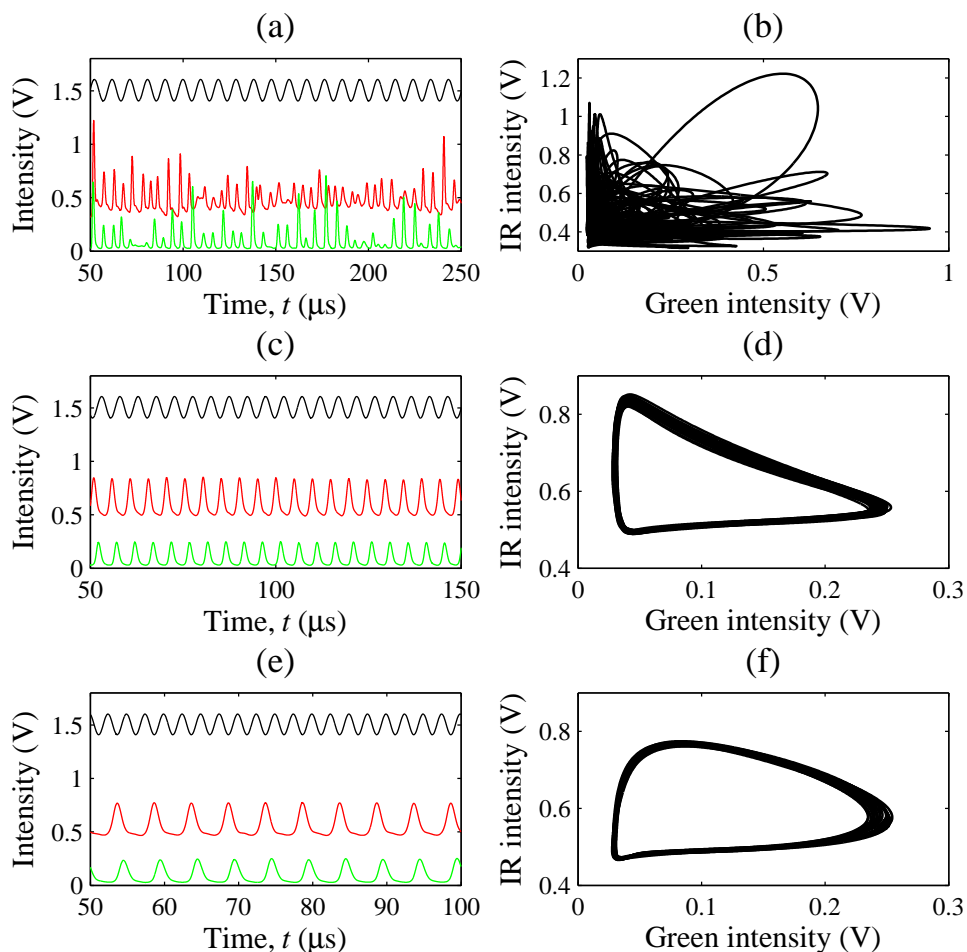 (a)
Intensity (V)
1.5
1
0.5
0
50 100 150 200 250
Time, t (μs)
(b)
IR intensity (V)
1.2
1
0.8
0.6
0.4
0 0.5 1
Green intensity (V)
(c)
Intensity (V)
1.5
1
0.5
0
50 100 150
Time, t (μs)
(d)
IR intensity (V)
0.8
0.6
0.4
0 0.1 0.2 0.3
Green intensity (V)
(e)
Intensity (V)
1.5
1
0.5
0
50 60 70 80 90 100
Time, t (μs)
(f)
IR intensity (V)
0.8
0.6
0.4
0 0.1 0.2 0.3
Green intensity (V)